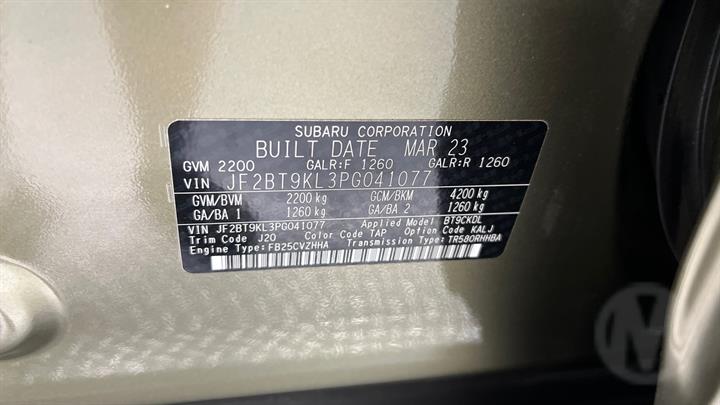 SUBARU CORPORATION
BUILT DATE MAR 23
GVM 2200 GALR:F 1260 GALR:R 1260
VIN JF2BT9KL3PG041077
GVM/BVM 2200 kg GCM/BKM 4200 kg
GA/BA 1 1260 kg GA/BA 2 1260 kg
VIN JF2BT9KL3PG041077 Applied Model BT9CKDL
Trim Code J20 Color Code TAP Option Code KALJ
Engine Type:FB25CVZHHA Transmission Type:TR580RHHBA